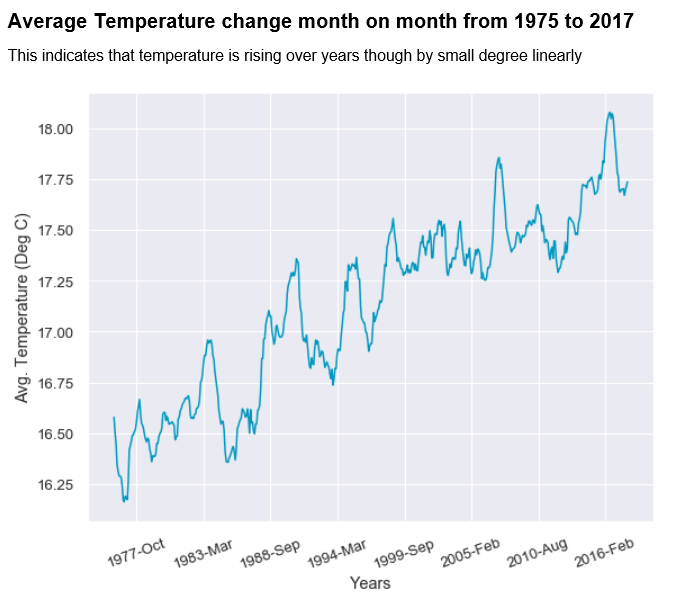 Average Temperature change month on month from 1975 to 2017
This indicates that temperature is rising over years though by small degree linearly
18.00
17.75
17.50
17.25
17.00
16.75
16.50
16.25
Avg. Temperature (Deg C)
1977-Oct
1983-Mar
1988-Sep
1994-Mar
1999-Sep
2005-Feb
2010-Aug
2016-Feb
Years